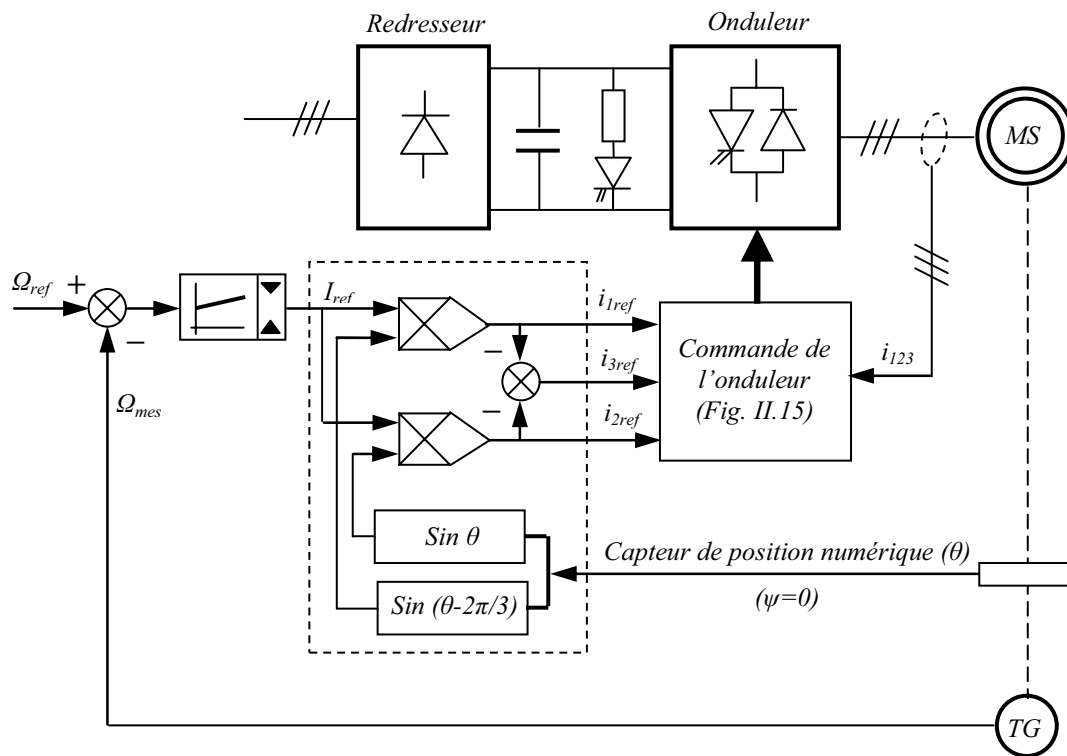 Redresseur
Onduleur
MS
Ω_ref
+
−
I_ref
i_1ref
−
i_3ref
−
i_2ref
Commande de
l'onduleur
(Fig. II.15)
i_123
Ω_mes
Sin θ
Sin (θ-2π/3)
Capteur de position numérique (θ)
(ψ=0)
TG